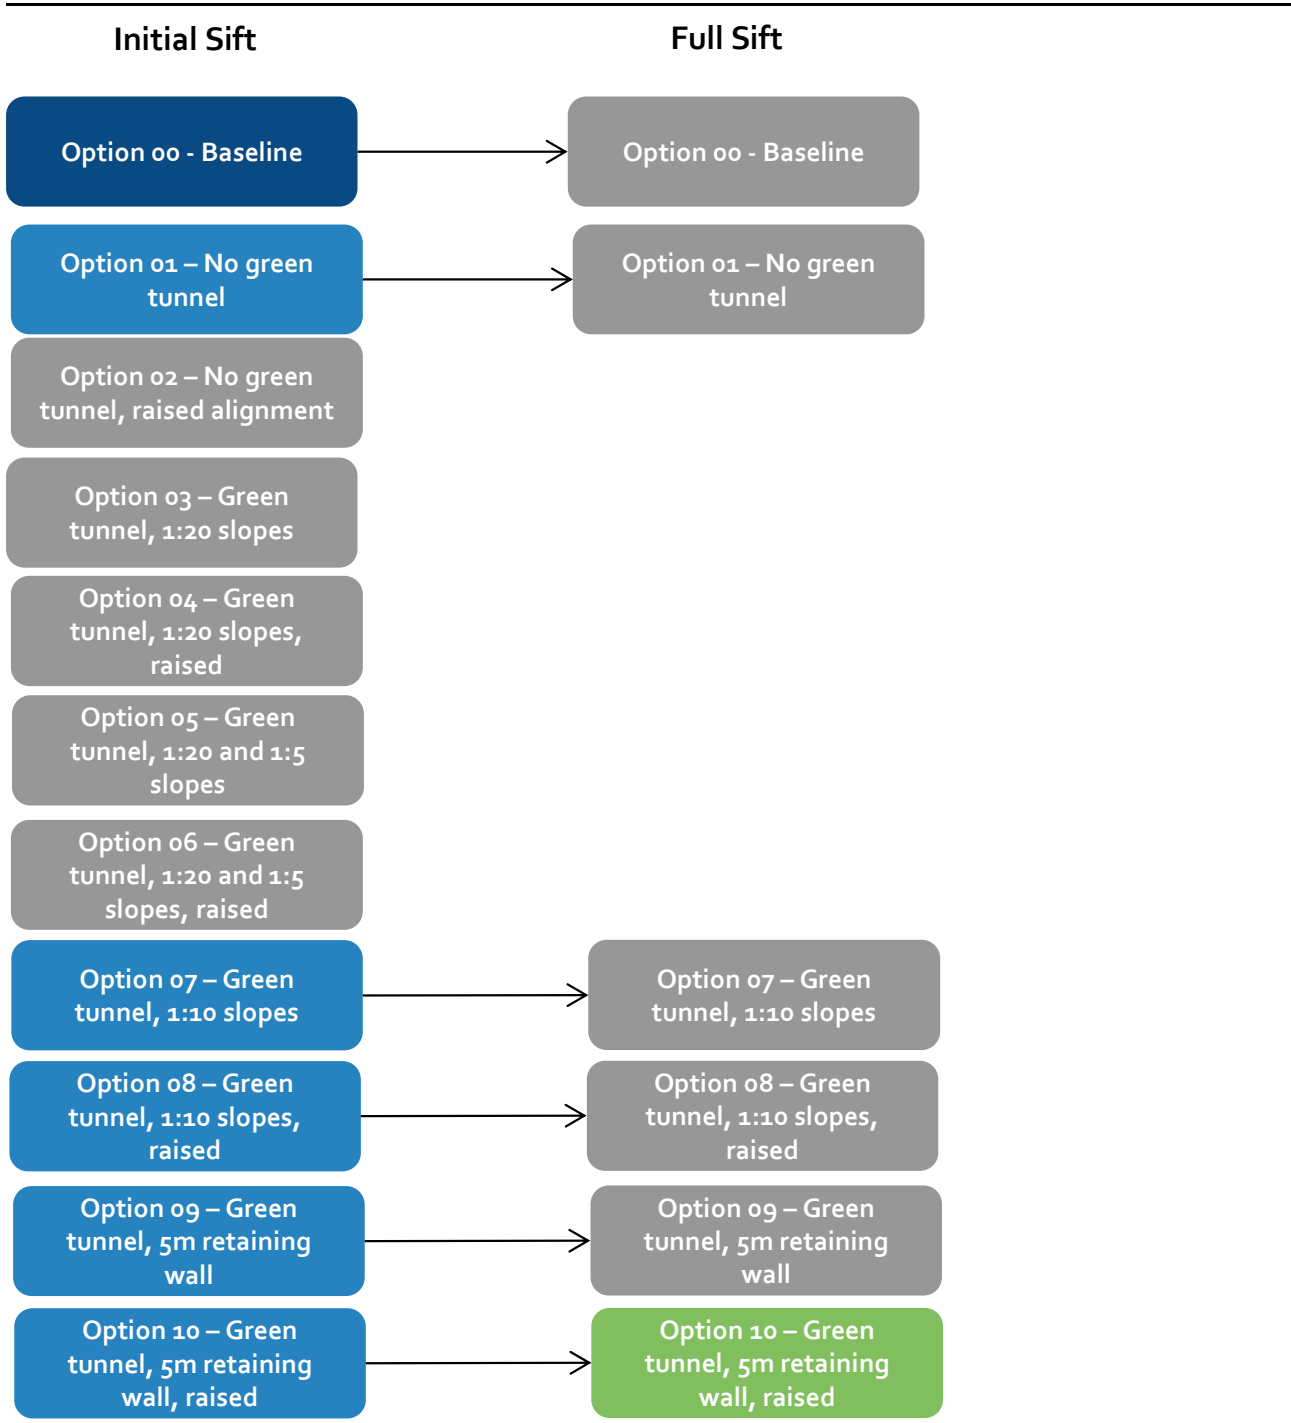 Initial Sift
Full Sift
Option 00 - Baseline
Option 00 - Baseline
Option 01 – No green
tunnel
Option 01 – No green
tunnel
Option 02 – No green
tunnel, raised alignment
Option 03 – Green
tunnel, 1:20 slopes
Option 04 – Green
tunnel, 1:20 slopes,
raised
Option 05 – Green
tunnel, 1:20 and 1:5
slopes
Option 06 – Green
tunnel, 1:20 and 1:5
slopes, raised
Option 07 – Green
tunnel, 1:10 slopes
Option 07 – Green
tunnel, 1:10 slopes
Option 08 – Green
tunnel, 1:10 slopes,
raised
Option 08 – Green
tunnel, 1:10 slopes,
raised
Option 09 – Green
tunnel, 5m retaining
wall
Option 09 – Green
tunnel, 5m retaining
wall
Option 10 – Green
tunnel, 5m retaining
wall, raised
Option 10 – Green
tunnel, 5m retaining
wall, raised